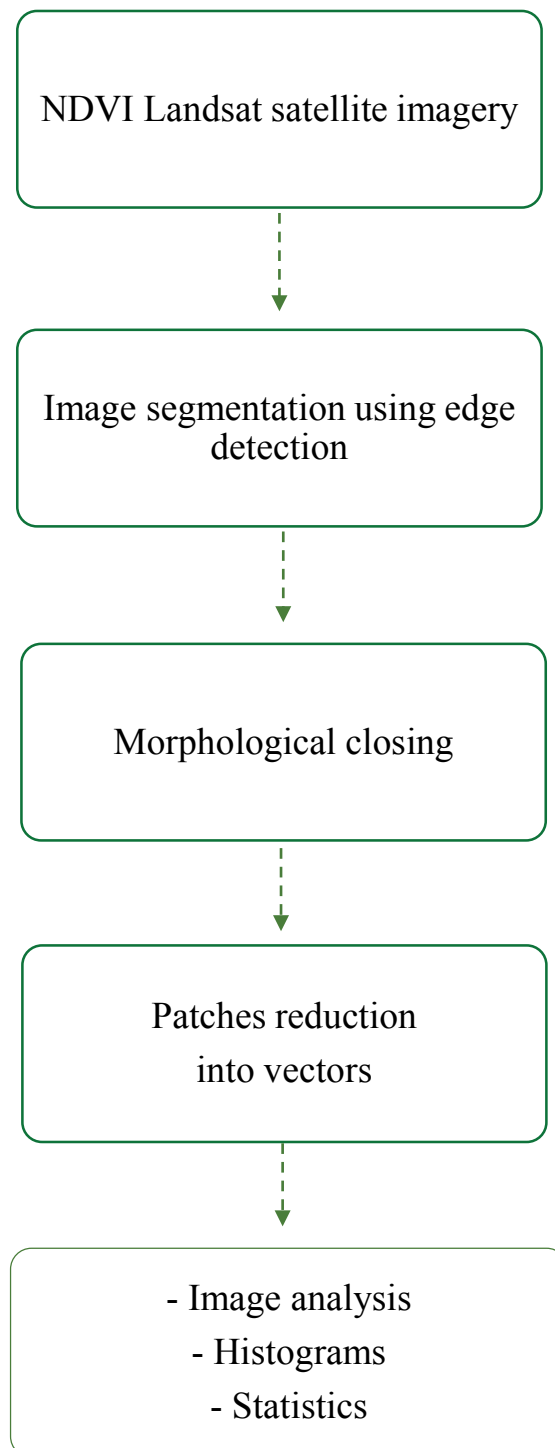 NDVI Landsat satellite imagery
Image segmentation using edge
detection
Morphological closing
Patches reduction
into vectors
- Image analysis
- Histograms
- Statistics